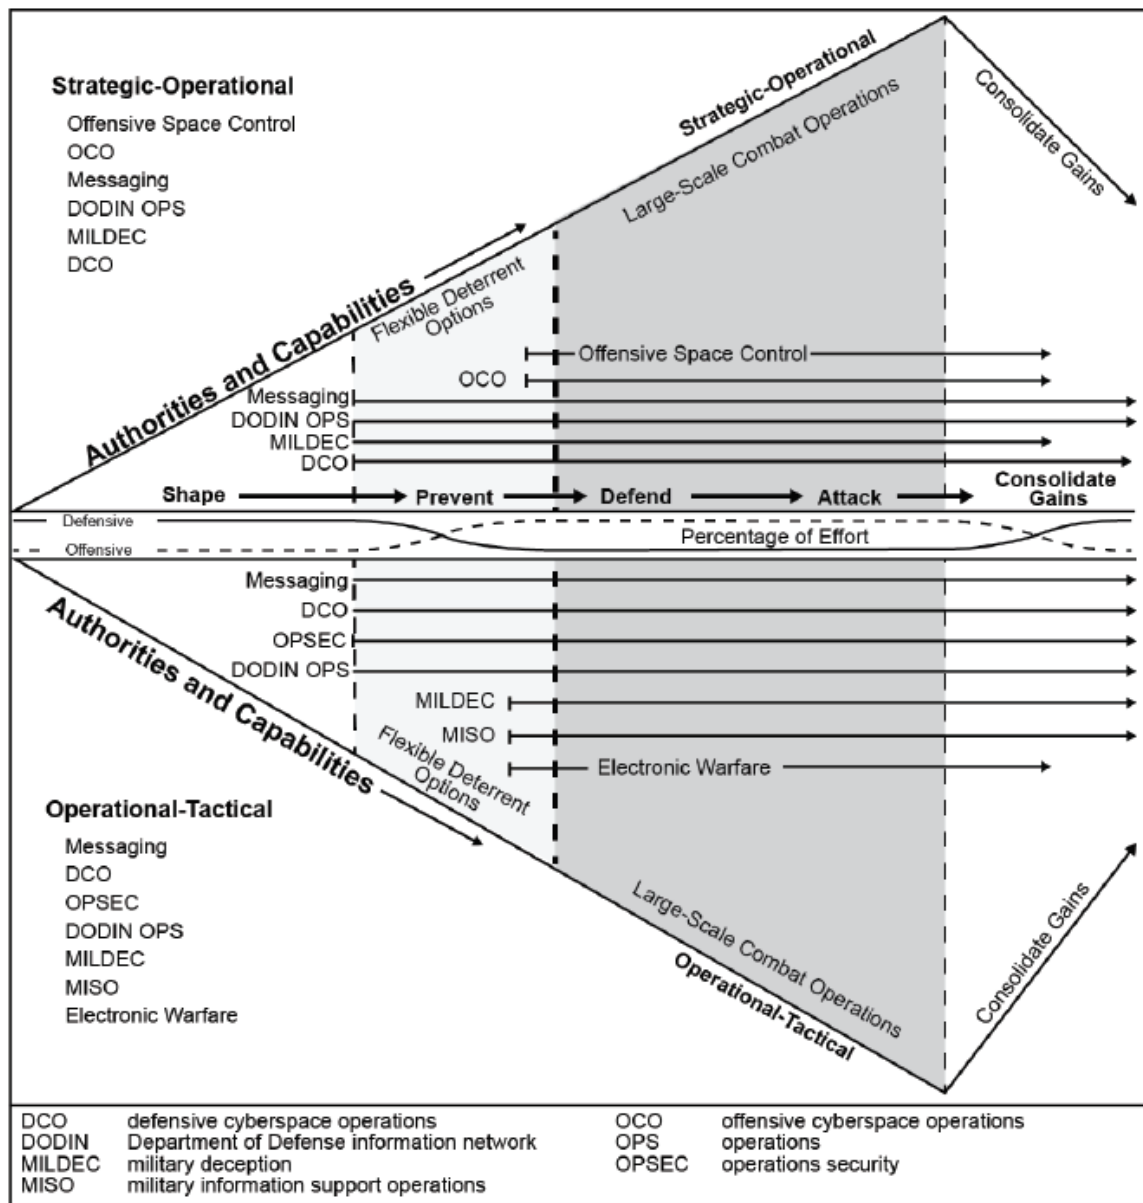 Strategic-Operational
Offensive Space Control
OCO
Messaging
DODIN OPS
MILDEC
DCO
Authorities and Capabilities
Strategic-Operational
Large-Scale Combat Operations
Consolidate Gains
Flexible Deterrent
Options
Offensive Space Control
OCO
Messaging
DODIN OPS
MILDEC
DCO
Shape
Prevent
Defend
Attack
Consolidate
Gains
Defensive
Offensive
Percentage of Effort
Messaging
DCO
OPSEC
DODIN OPS
MILDEC
MISO
Electronic Warfare
Authorities and Capabilities
Flexible Deterrent
Options
Large-Scale Combat Operations
Operational-Tactical
Consolidate Gains
Operational-Tactical
Messaging
DCO
OPSEC
DODIN OPS
MILDEC
MISO
Electronic Warfare
DCO defensive cyberspace operations
DODIN Department of Defense information network
MILDEC military deception
MISO military information support operations
OCO offensive cyberspace operations
OPS operations
OPSEC operations security